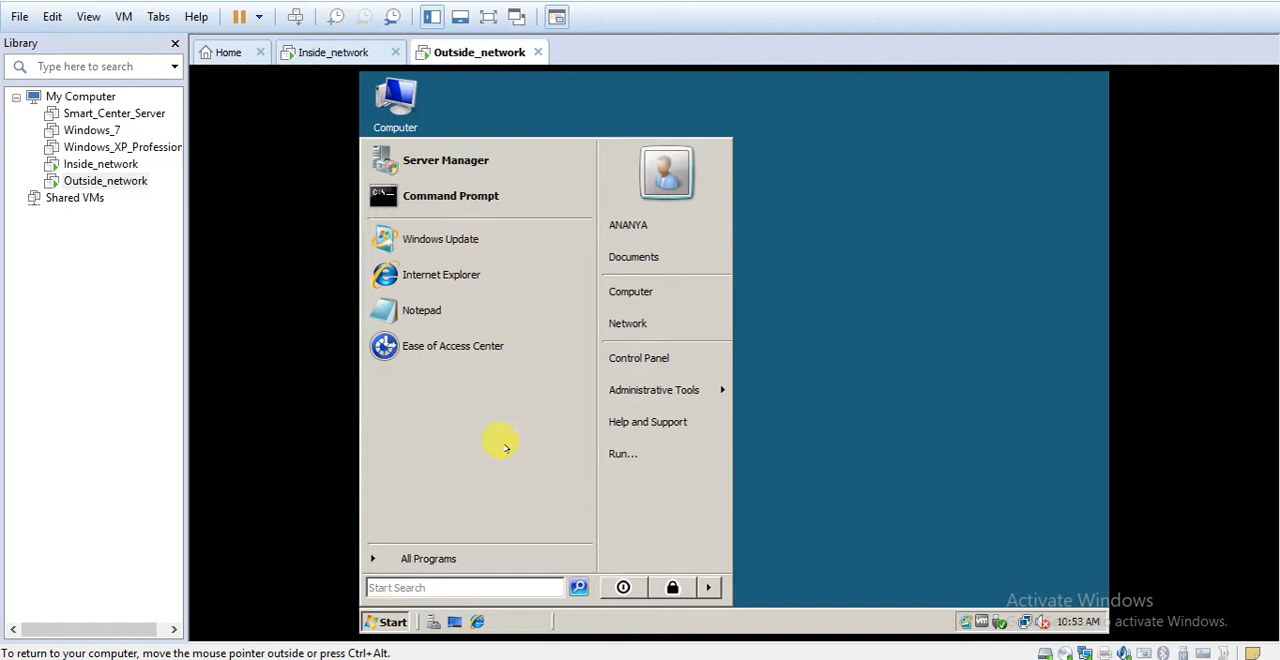 File Edit View VM Tabs Help
Library
Type here to search
Home
Inside_network
Outside_network
My Computer
Smart_Center_Server
Windows_7
Windows_XP_Profession
Inside_network
Outside_network
Shared VMs
Computer
Server Manager
Command Prompt
Windows Update
Internet Explorer
Notepad
Ease of Access Center
All Programs
Start Search
ANANYA
Documents
Computer
Network
Control Panel
Administrative Tools
Help and Support
Run...
Start
10:53 AM
Activate Windows
to activate Windows.
To return to your computer, move the mouse pointer outside or press Ctrl+Alt.